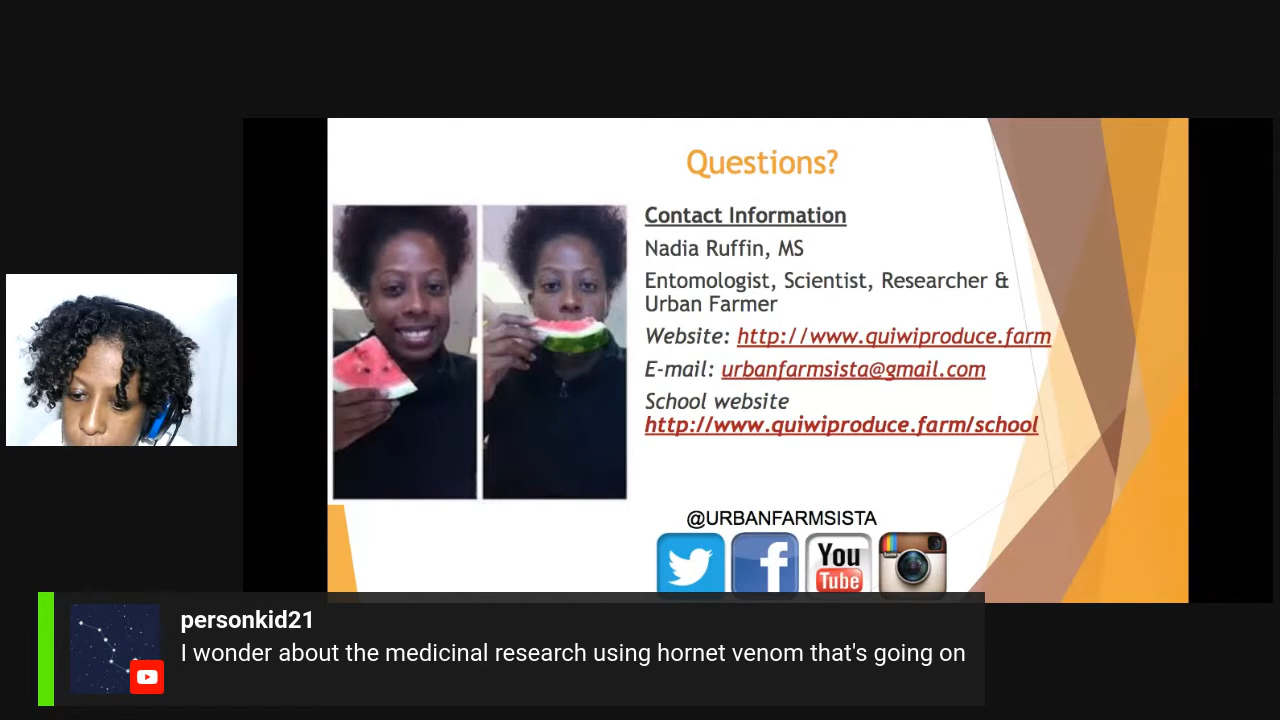 Questions?
Contact Information
Nadia Ruffin, MS
Entomologist, Scientist, Researcher &
Urban Farmer
Website: http://www.quiwiproduce.farm
E-mail: urbanfarmsista@gmail.com
School website
http://www.quiwiproduce.farm/school
@URBANFARMSISTA
You
Tube
personkid21
I wonder about the medicinal research using hornet venom that's going on